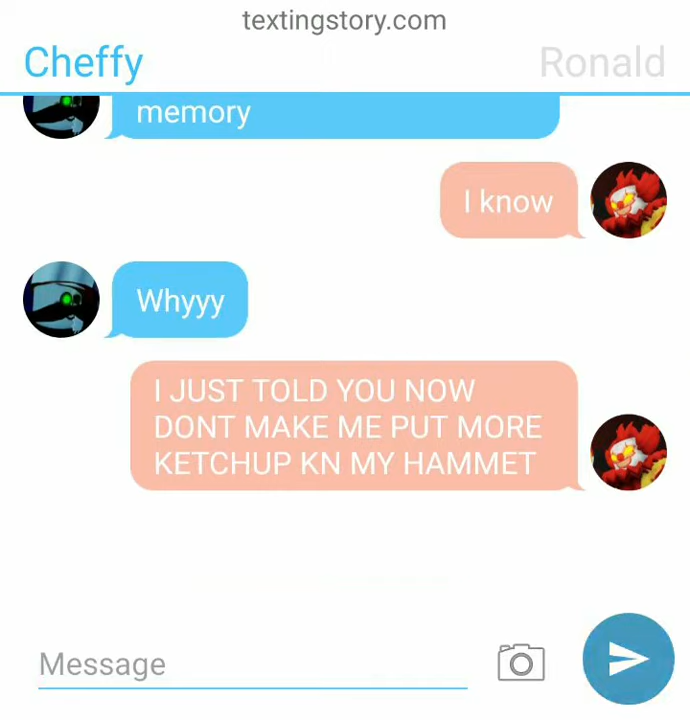 textingstory.com
Cheffy
Ronald
memory
I know
Whyyy
I JUST TOLD YOU NOW
DONT MAKE ME PUT MORE
KETCHUP KN MY HAMMET
Message